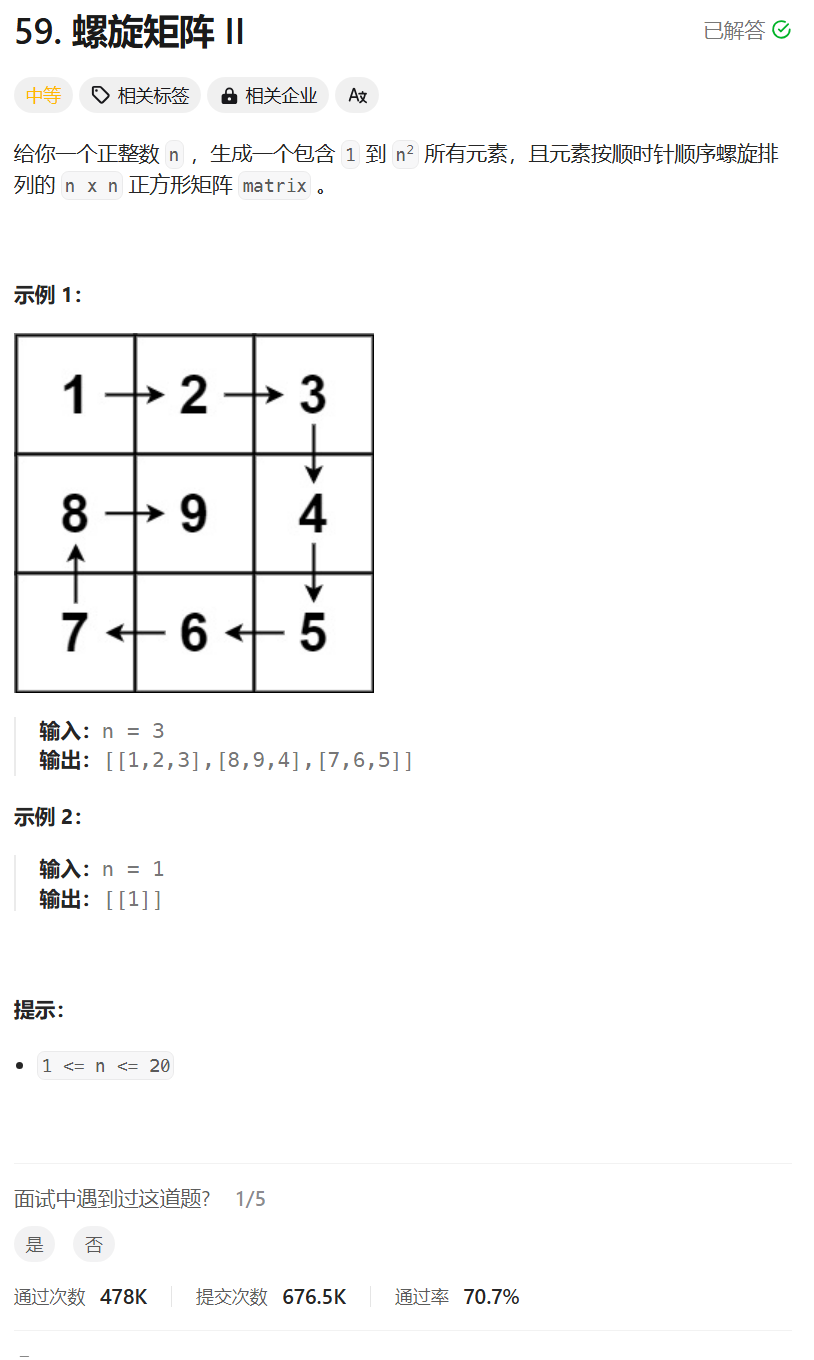 59. 螺旋矩阵 II
已解答
中等 相关标签 相关企业
给你一个正整数 n ，生成一个包含 1 到 n² 所有元素，且元素按顺时针顺序螺旋排
列的 n x n 正方形矩阵 matrix 。
示例 1：
1 2 3
8 9 4
7 6 5
输入：n = 3
输出：[[1,2,3],[8,9,4],[7,6,5]]
示例 2：
输入：n = 1
输出：[[1]]
提示：
1 <= n <= 20
面试中遇到过这道题? 1/5
是 否
通过次数 478K 提交次数 676.5K 通过率 70.7%